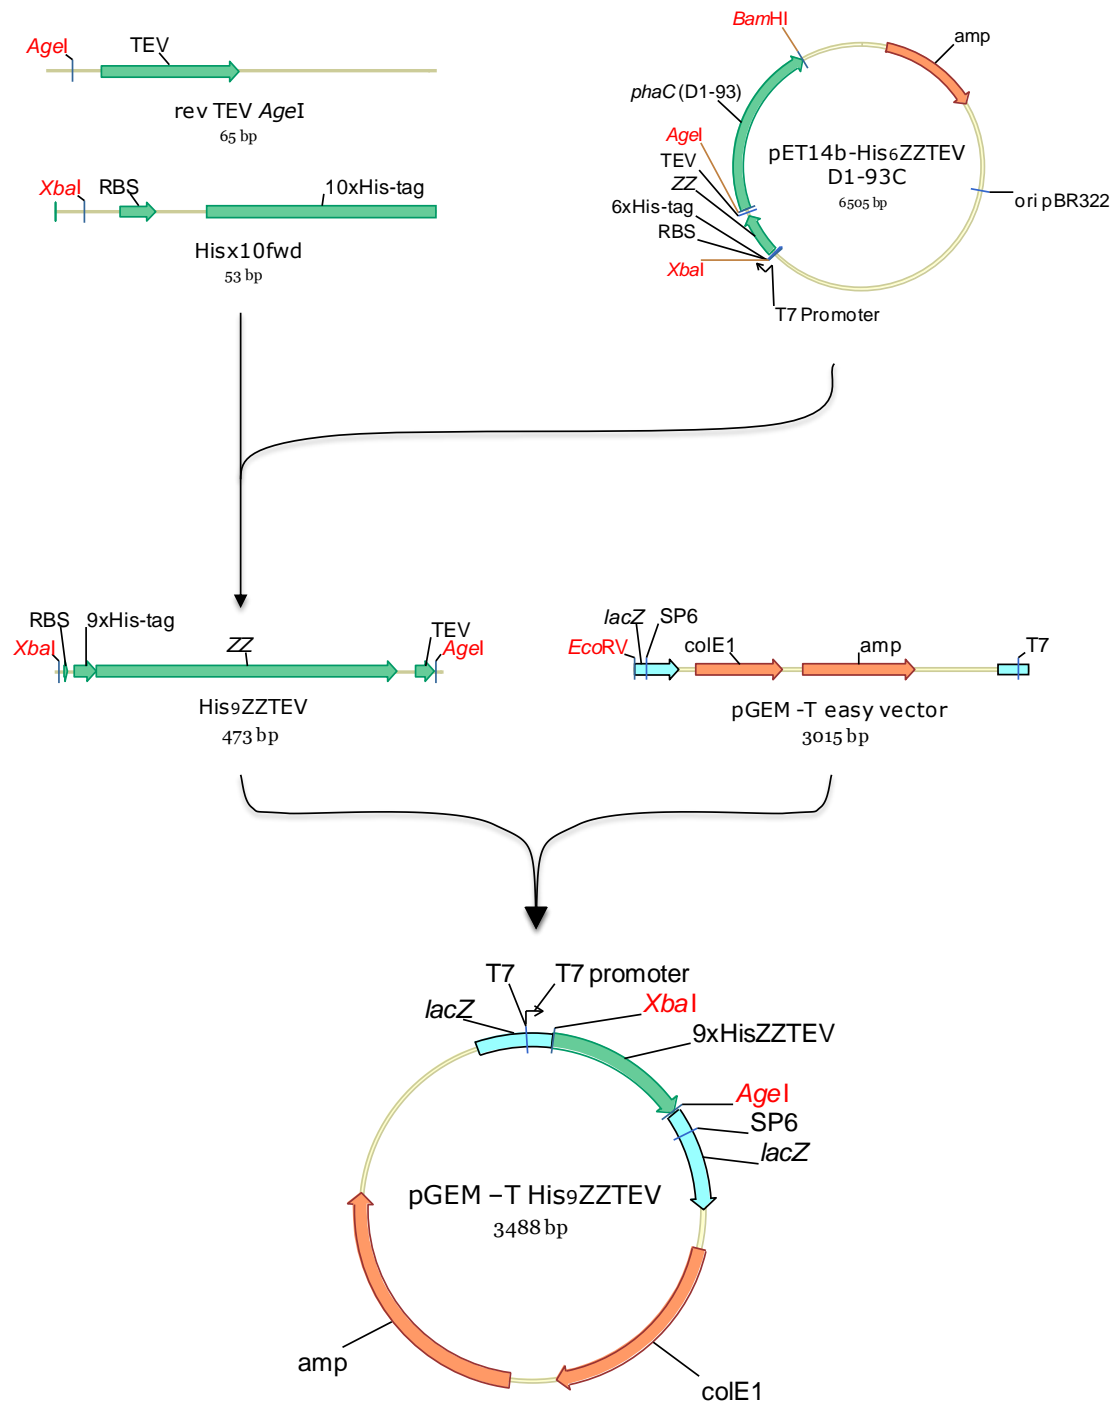 AgeI
TEV
rev TEV AgeI
65 bp
XbaI
RBS
10xHis-tag
Hisx10fwd
53 bp
BamHI
amp
phaC (D1-93)
AgeI
TEV
ZZ
6xHis-tag
RBS
XbaI
pET14b-His6ZZTEV
D1-93C
6505 bp
ori pBR322
T7 Promoter
RBS
9xHis-tag
XbaI
ZZ
TEV
AgeI
His9ZZTEV
473 bp
lacZ
SP6
EcoRV
colE1
amp
T7
pGEM -T easy vector
3015 bp
T7
T7 promoter
lacZ
XbaI
9xHisZZTEV
AgeI
SP6
lacZ
pGEM –T His9ZZTEV
3488 bp
amp
colE1